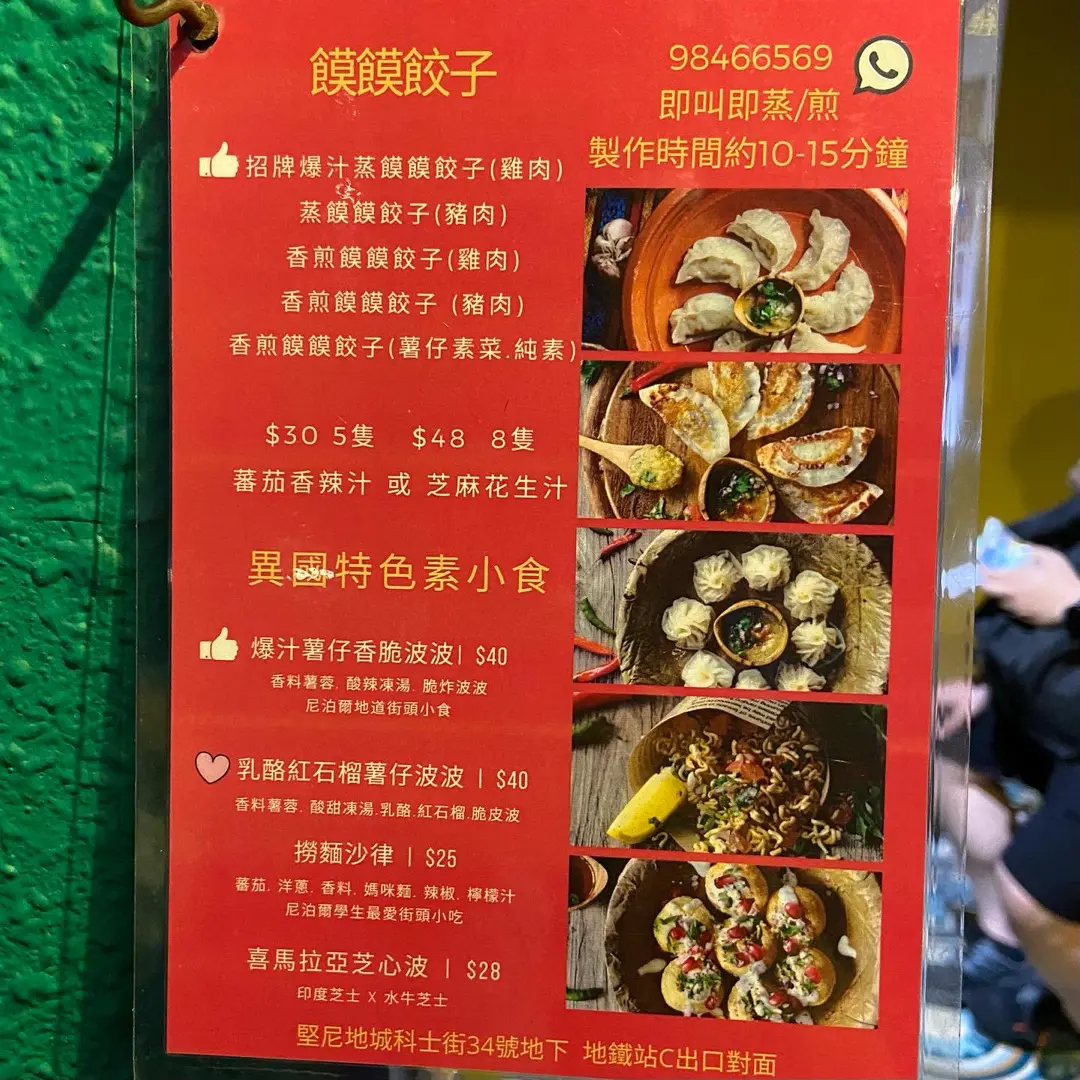 饃饃餃子
98466569
即叫即蒸/煎
製作時間約10-15分鐘
招牌爆汁蒸饃饃餃子(雞肉)
蒸饃饃餃子(豬肉)
香煎饃饃餃子(雞肉)
香煎饃饃餃子 (豬肉)
香煎饃饃餃子(薯仔素菜.純素)
$30 5隻 $48 8隻
蕃茄香辣汁 或 芝麻花生汁
異國特色素小食
爆汁薯仔香脆波波| $40
香料薯蓉. 酸辣凍湯. 脆炸波波
尼泊爾地道街頭小食
乳酪紅石榴薯仔波波 | $40
香料薯蓉. 酸甜凍湯.乳酪.紅石榴.脆皮波
撈麵沙律 | $25
蕃茄. 洋蔥. 香料. 媽咪麵. 辣椒. 檸檬汁
尼泊爾學生最愛街頭小吃
喜馬拉亞芝心波 | $28
印度芝士 X 水牛芝士
堅尼地城科士街34號地下 地鐵站C出口對面